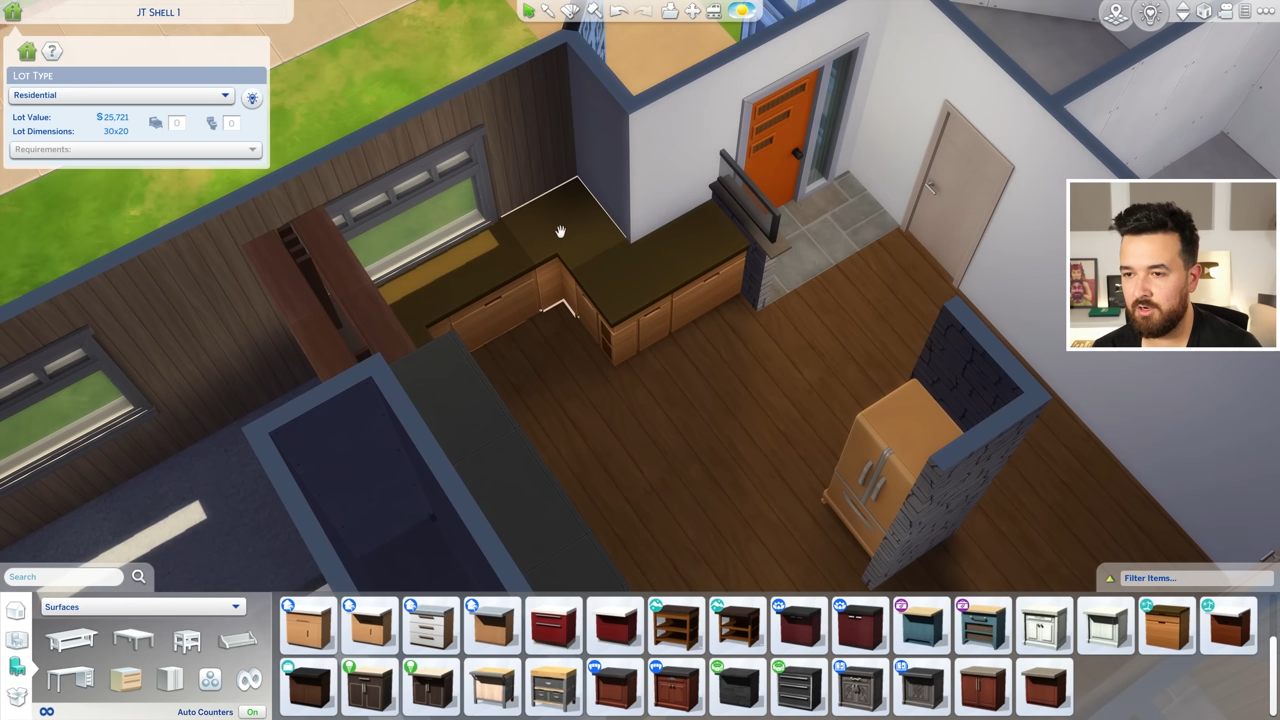 JT SHELL 1
?
LOT TYPE
Residential
Lot Value: §25,721
0
0
Lot Dimensions: 30x20
Requirements:
Search
Filter Items...
Surfaces
Auto Counters On